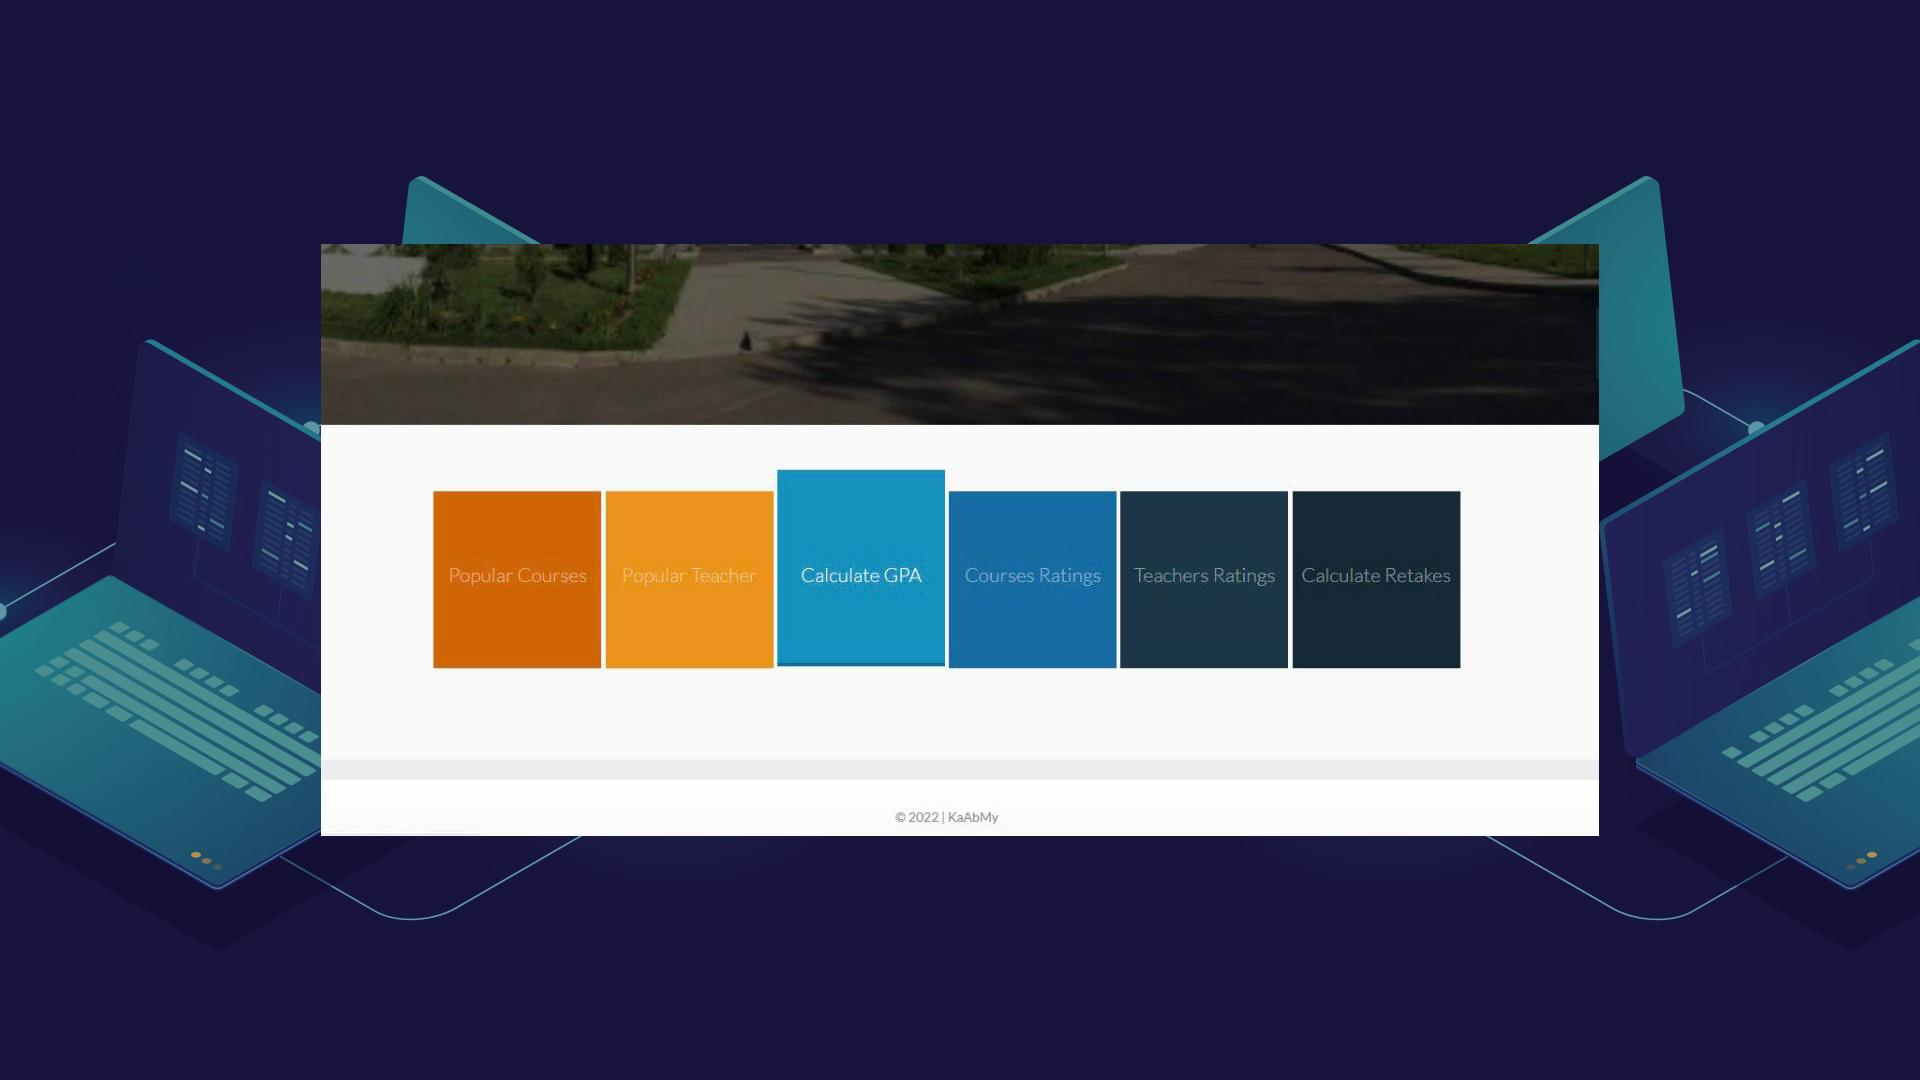 Popular Courses
Popular Teacher
Calculate GPA
Courses Ratings
Teachers Ratings
Calculate Retakes
© 2022 | KaAbMy